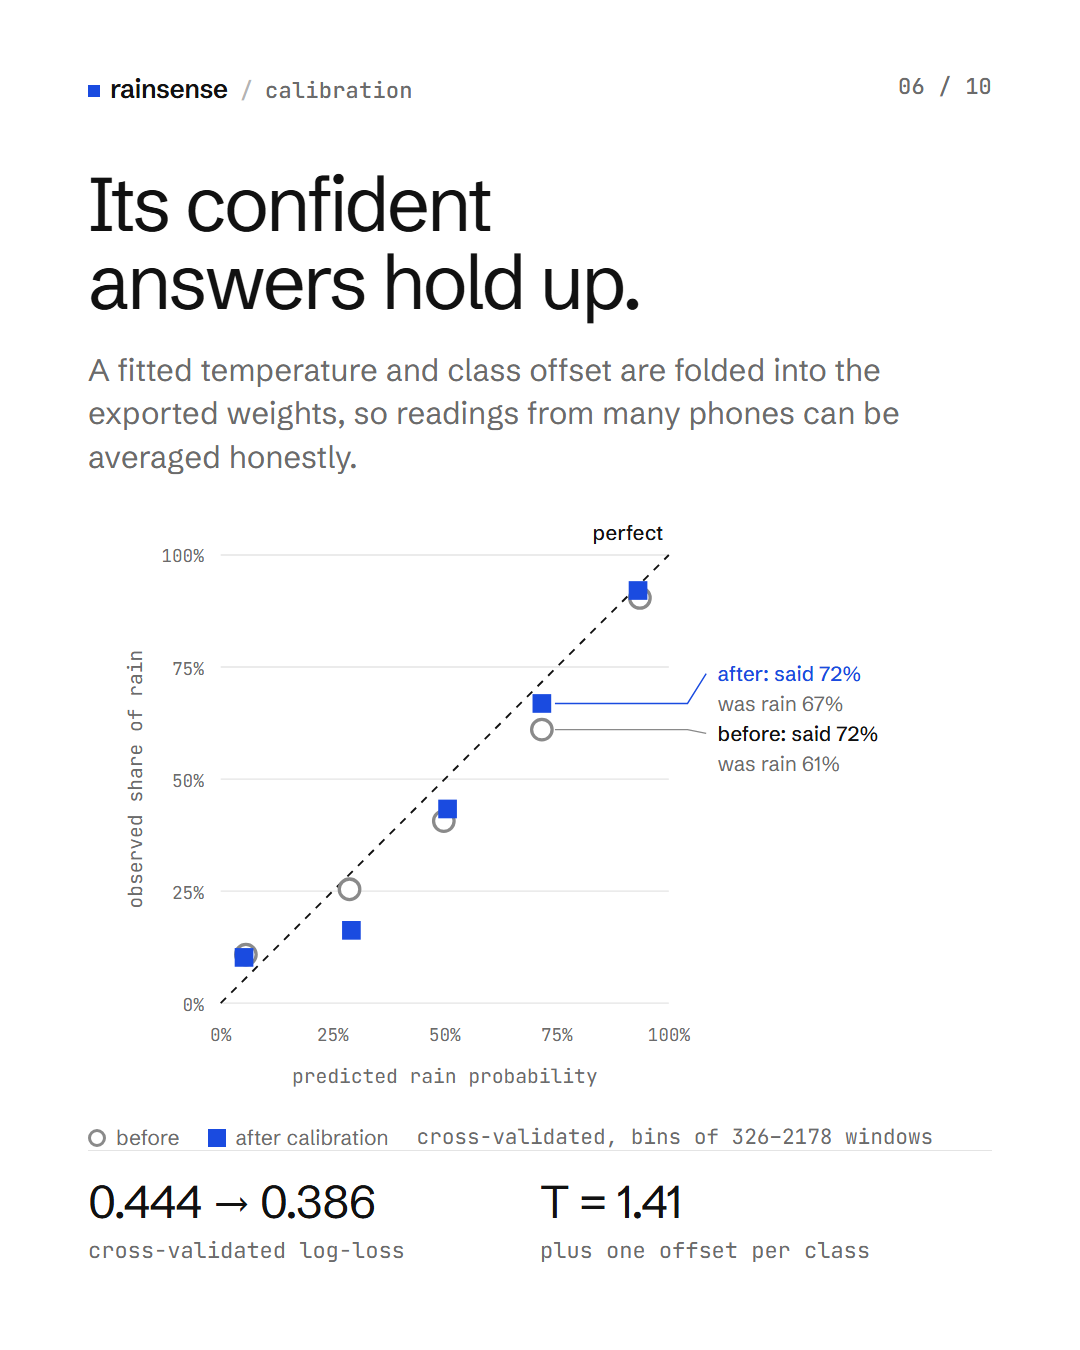 rainsense / calibration
06 / 10
Its confident
answers hold up.
A fitted temperature and class offset are folded into the
exported weights, so readings from many phones can be
averaged honestly.
perfect
100%
75%
50%
25%
0%
observed share of rain
after: said 72%
was rain 67%
before: said 72%
was rain 61%
0%
25%
50%
75%
100%
predicted rain probability
before
after calibration
cross-validated, bins of 326–2178 windows
0.444 → 0.386
cross-validated log-loss
T = 1.41
plus one offset per class